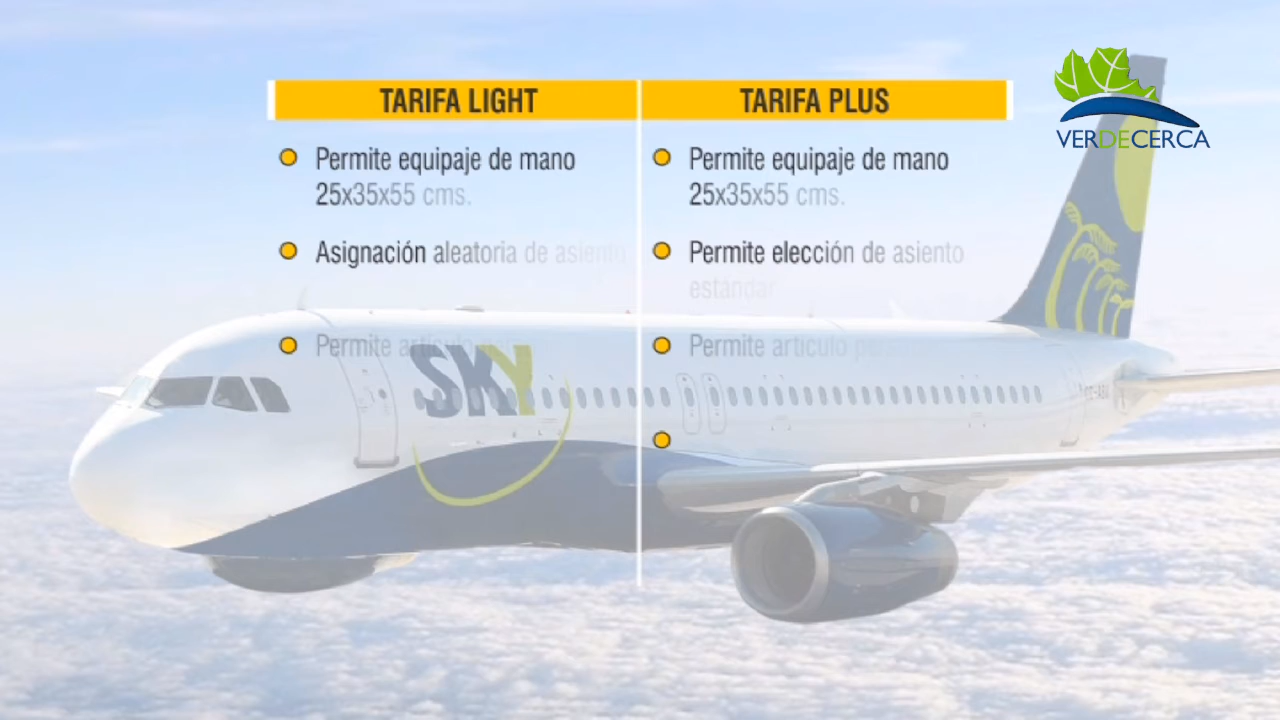 TARIFA LIGHT
TARIFA PLUS
VERDECERCA
Permite equipaje de mano
25x35x55 cms.
Asignación aleatoria de asiento
Permite artículo
Permite equipaje de mano
25x35x55 cms.
Permite elección de asiento
estándar
Permite artículo
SKY